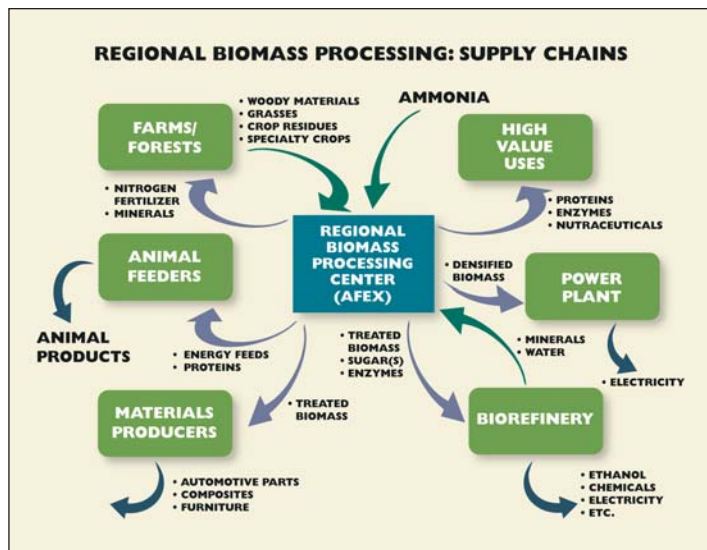 REGIONAL BIOMASS PROCESSING: SUPPLY CHAINS
FARMS/
FORESTS
• WOODY MATERIALS
• GRASSES
• CROP RESIDUES
• SPECIALTY CROPS
AMMONIA
HIGH
VALUE
USES
• NITROGEN
FERTILIZER
• MINERALS
• PROTEINS
• ENZYMES
• NUTRACEUTICALS
REGIONAL
BIOMASS
PROCESSING
CENTER
(AFEX)
ANIMAL
FEEDERS
• DENSIFIED
BIOMASS
POWER
PLANT
ANIMAL
PRODUCTS
• ENERGY FEEDS
• PROTEINS
• TREATED
BIOMASS
• SUGAR(S)
• ENZYMES
• MINERALS
• WATER
• ELECTRICITY
MATERIALS
PRODUCERS
• TREATED
BIOMASS
BIOREFINERY
• AUTOMOTIVE PARTS
• COMPOSITES
• FURNITURE
• ETHANOL
• CHEMICALS
• ELECTRICITY
• ETC.